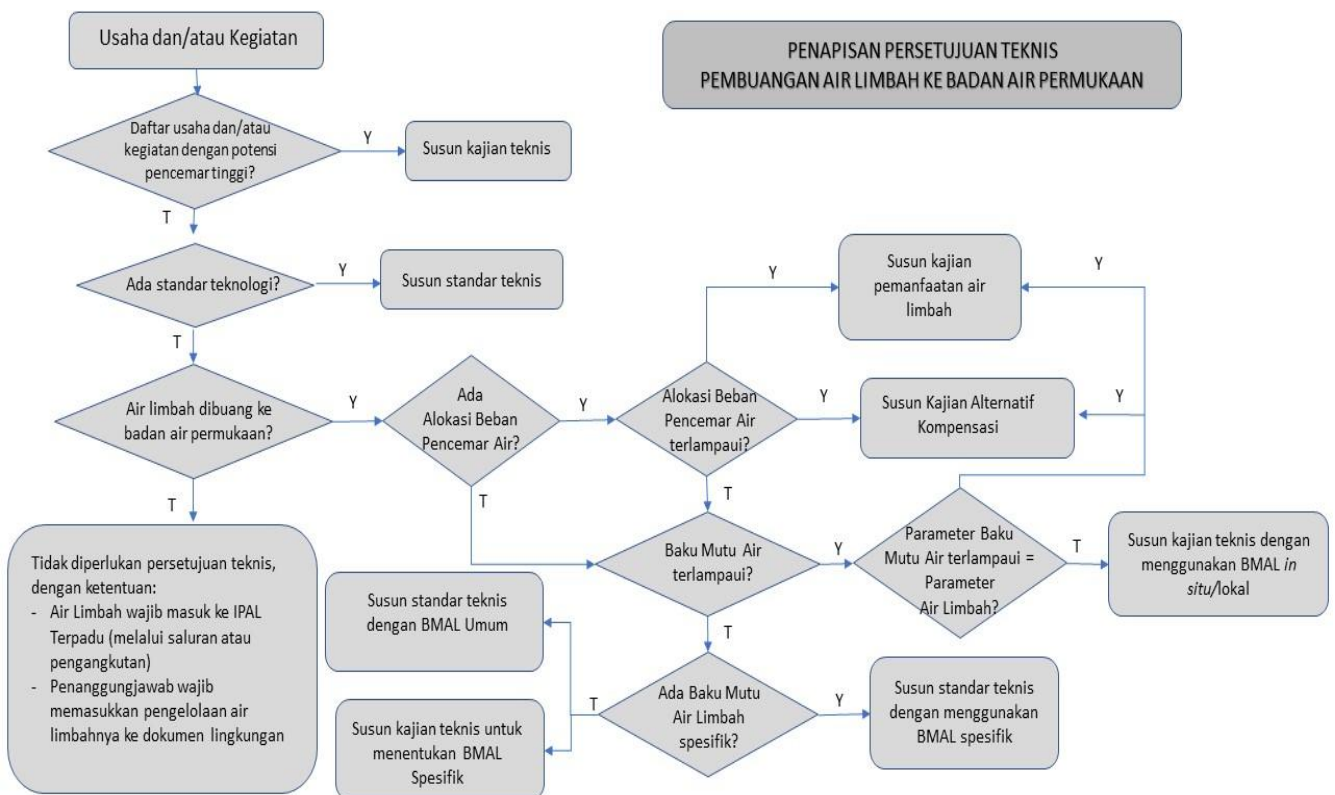 Usaha dan/atau Kegiatan
PENAPISAN PERSETUJUAN TEKNIS
PEMBUANGAN AIR LIMBAH KE BADAN AIR PERMUKAAN
Daftar usaha dan/atau
kegiatan dengan potensi
pencemar tinggi?
Y
Susun kajian teknis
T
Ada standar teknologi?
Y
Susun standar teknis
Y
Susun kajian
pemanfaatan air
limbah
Y
T
Air limbah dibuang ke
badan air permukaan?
Y
Ada
Alokasi Beban
Pencemar Air?
Y
Alokasi Beban
Pencemar Air
terlampaui?
Y
Susun Kajian Alternatif
Kompensasi
Y
T
T
T
Tidak diperlukan persetujuan teknis,
dengan ketentuan:
- Air Limbah wajib masuk ke IPAL
Terpadu (melalui saluran atau
pengangkutan)
- Penanggungjawab wajib
memasukkan pengelolaan air
limbahnya ke dokumen lingkungan
Baku Mutu Air
terlampaui?
Y
Parameter Baku
Mutu Air terlampaui =
Parameter
Air Limbah?
T
Susun kajian teknis dengan
menggunakan BMAL in
situ/lokal
Susun standar teknis
dengan BMAL Umum
T
Susun kajian teknis untuk
menentukan BMAL
Spesifik
T
Ada Baku Mutu
Air Limbah
spesifik?
Y
Susun standar teknis
dengan menggunakan
BMAL spesifik